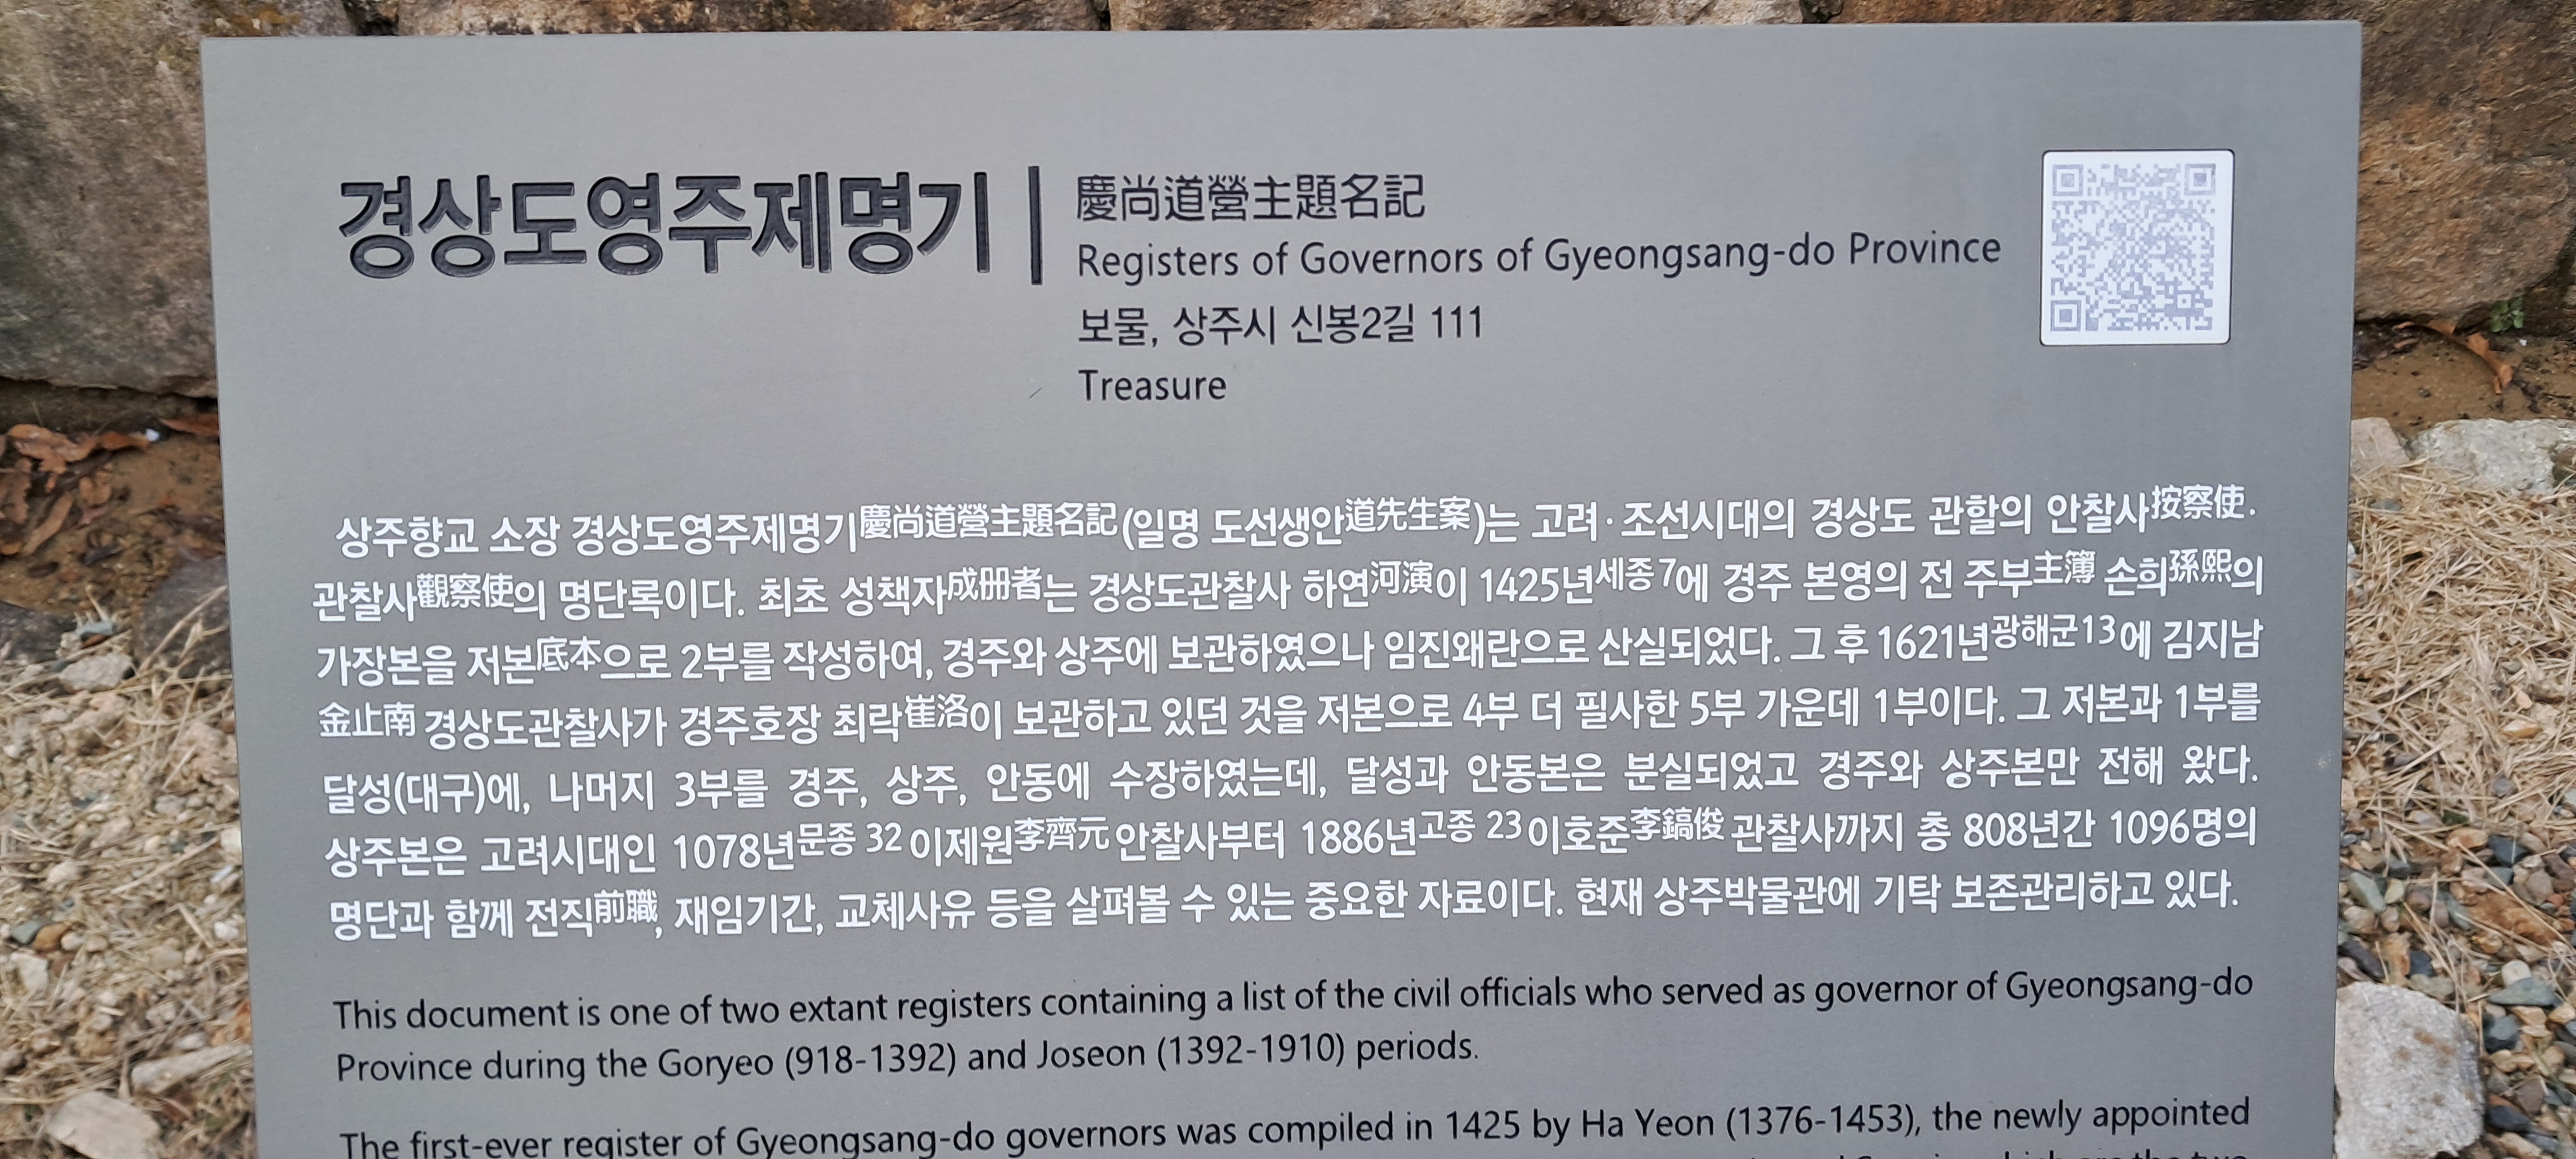 경상도영주제명기
慶尚道營主題名記
Registers of Governors of Gyeongsang-do Province
보물, 상주시 신봉2길 111
Treasure
상주향교 소장 경상도영주제명기慶尚道營主題名記(일명 도선생안道先生案)는 고려·조선시대의 경상도 관할의 안찰사按察使·
관찰사觀察使의 명단록이다. 최초 성책자成冊者는 경상도관찰사 하연河演이 1425년세종7에 경주 본영의 전 주부主簿 손희孫熙의
가장본을 저본底本으로 2부를 작성하여, 경주와 상주에 보관하였으나 임진왜란으로 산실되었다. 그 후 1621년광해군13에 김지남
金止南 경상도관찰사가 경주호장 최락崔洛이 보관하고 있던 것을 저본으로 4부 더 필사한 5부 가운데 1부이다. 그 저본과 1부를
달성(대구)에, 나머지 3부를 경주, 상주, 안동에 수장하였는데, 달성과 안동본은 분실되었고 경주와 상주본만 전해 왔다.
상주본은 고려시대인 1078년문종 32 이제원李齊元 안찰사부터 1886년고종 23 이호준李鎬俊 관찰사까지 총 808년간 1096명의
명단과 함께 전직前職, 재임기간, 교체사유 등을 살펴볼 수 있는 중요한 자료이다. 현재 상주박물관에 기탁 보존관리하고 있다.
This document is one of two extant registers containing a list of the civil officials who served as governor of Gyeongsang-do
Province during the Goryeo (918-1392) and Joseon (1392-1910) periods.
The first-ever register of Gyeongsang-do governors was compiled in 1425 by Ha Yeon (1376-1453), the newly appointed